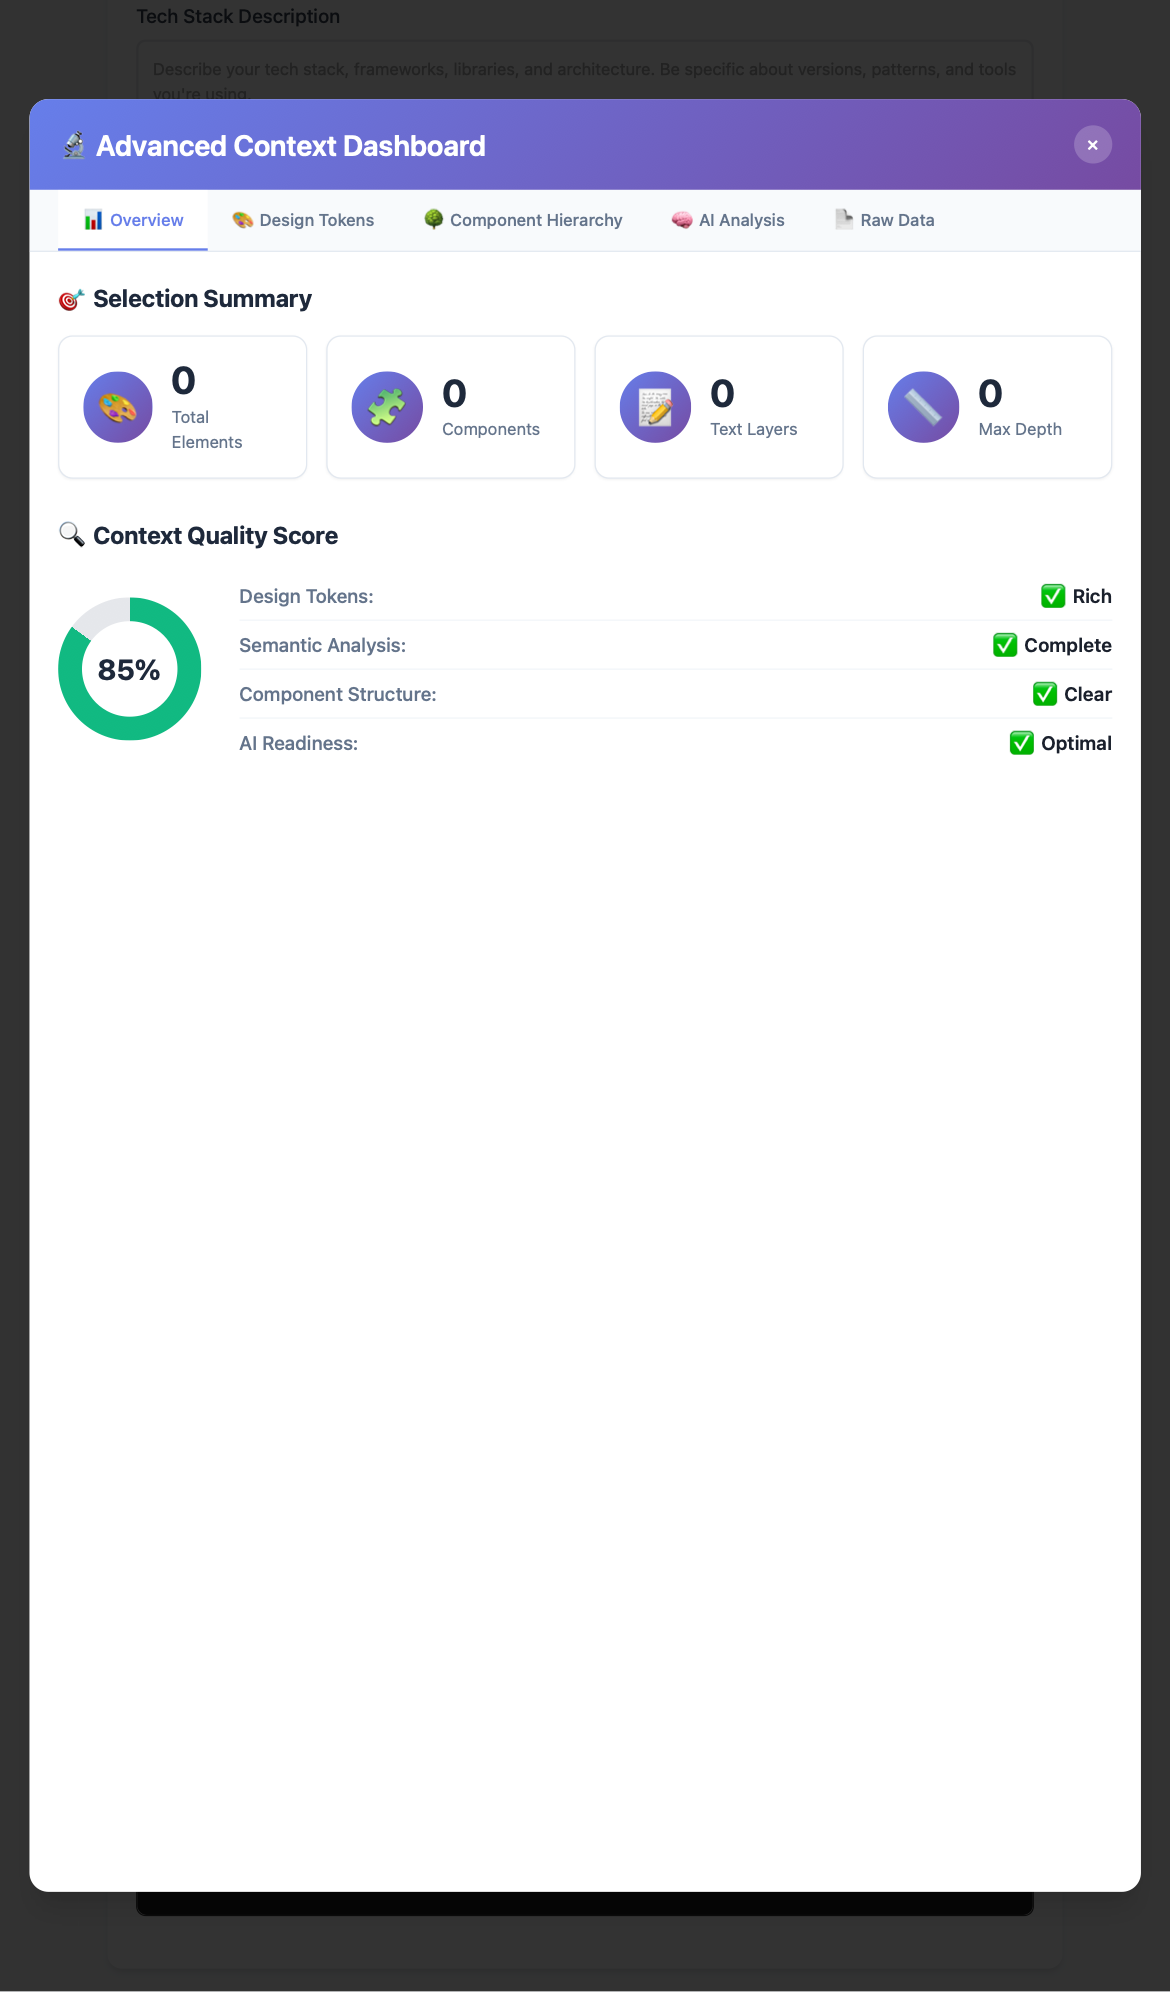 Tech Stack Description
Describe your tech stack, frameworks, libraries, and architecture. Be specific about versions, patterns, and tools
you're using.
Advanced Context Dashboard
×
Overview
Design Tokens
Component Hierarchy
AI Analysis
Raw Data
Selection Summary
0
Total
Elements
0
Components
0
Text Layers
0
Max Depth
Context Quality Score
85%
Design Tokens:
✅ Rich
Semantic Analysis:
✅ Complete
Component Structure:
✅ Clear
AI Readiness:
✅ Optimal